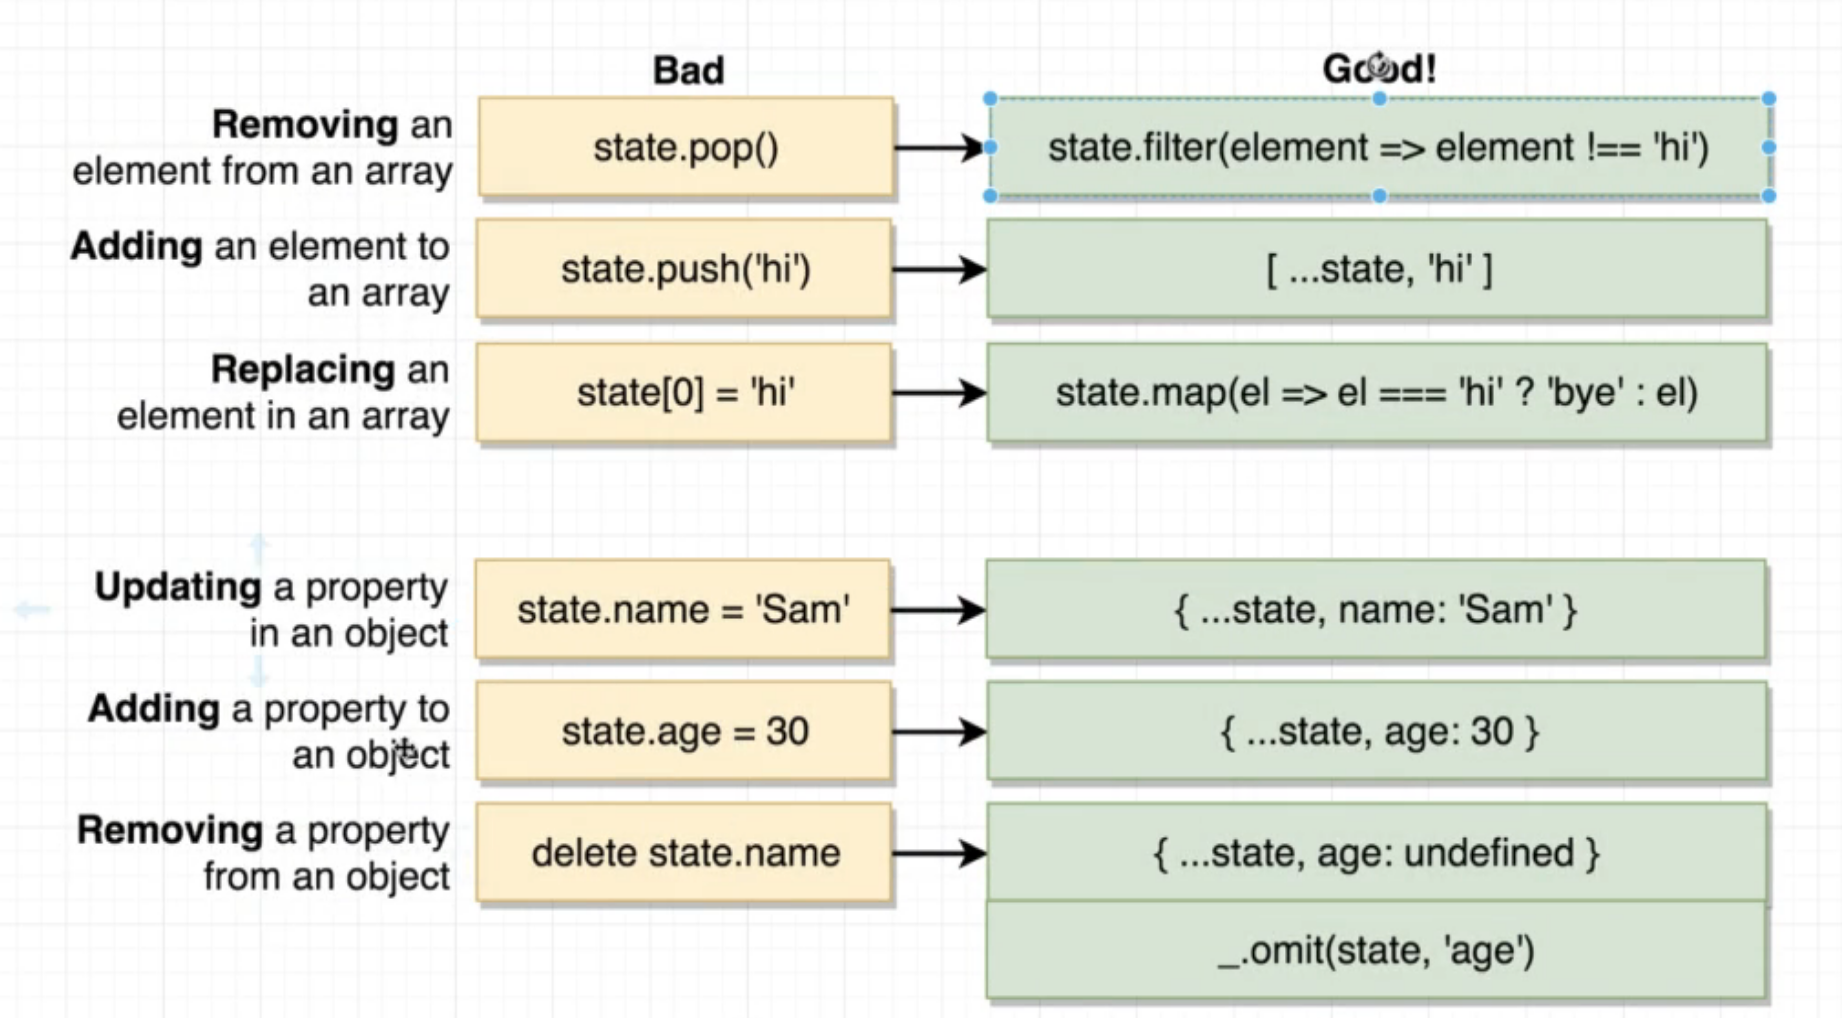 Bad
Good!
Removing an
element from an array
state.pop()
state.filter(element => element !== 'hi')
Adding an element to
an array
state.push('hi')
[ ...state, 'hi' ]
Replacing an
element in an array
state[0] = 'hi'
state.map(el => el === 'hi' ? 'bye' : el)
Updating a property
in an object
state.name = 'Sam'
{ ...state, name: 'Sam' }
Adding a property to
an object
state.age = 30
{ ...state, age: 30 }
Removing a property
from an object
delete state.name
{ ...state, age: undefined }
_.omit(state, 'age')